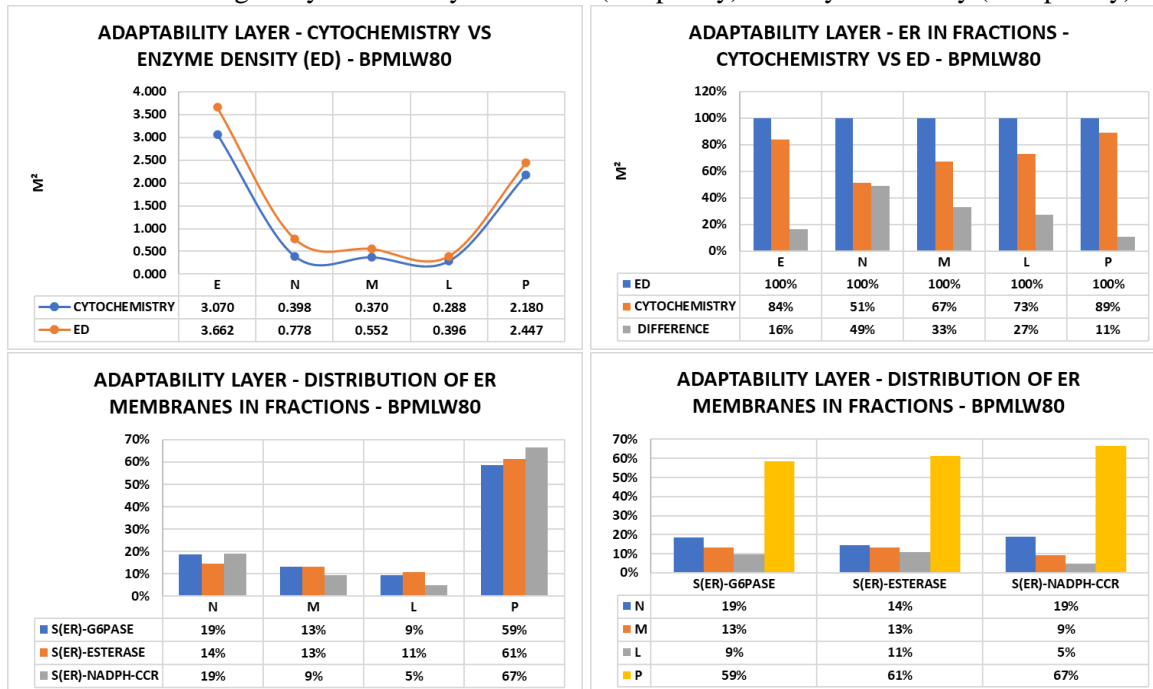 ADAPTABILITY LAYER - CYTOCHEMISTRY VS
ENZYME DENSITY (ED) - BPMLW80
4.000
3.500
3.000
2.500
2.000
1.500
1.000
0.500
0.000
M²
E N M L P
CYTOCHEMISTRY 3.070 0.398 0.370 0.288 2.180
ED 3.662 0.778 0.552 0.396 2.447
ADAPTABILITY LAYER - ER IN FRACTIONS -
CYTOCHEMISTRY VS ED - BPMLW80
120%
100%
80%
60%
40%
20%
0%
M²
E N M L P
ED 100% 100% 100% 100% 100%
CYTOCHEMISTRY 84% 51% 67% 73% 89%
DIFFERENCE 16% 49% 33% 27% 11%
ADAPTABILITY LAYER - DISTRIBUTION OF ER
MEMBRANES IN FRACTIONS - BPMLW80
70%
60%
50%
40%
30%
20%
10%
0%
N M L P
S(ER)-G6PASE 19% 13% 9% 59%
S(ER)-ESTERASE 14% 13% 11% 61%
S(ER)-NADPH-CCR 19% 9% 5% 67%
ADAPTABILITY LAYER - DISTRIBUTION OF ER
MEMBRANES IN FRACTIONS - BPMLW80
70%
60%
50%
40%
30%
20%
10%
0%
S(ER)-G6PASE S(ER)-ESTERASE S(ER)-NADPH-CCR
N 19% 14% 19%
M 13% 13% 9%
L 9% 11% 5%
P 59% 61% 67%